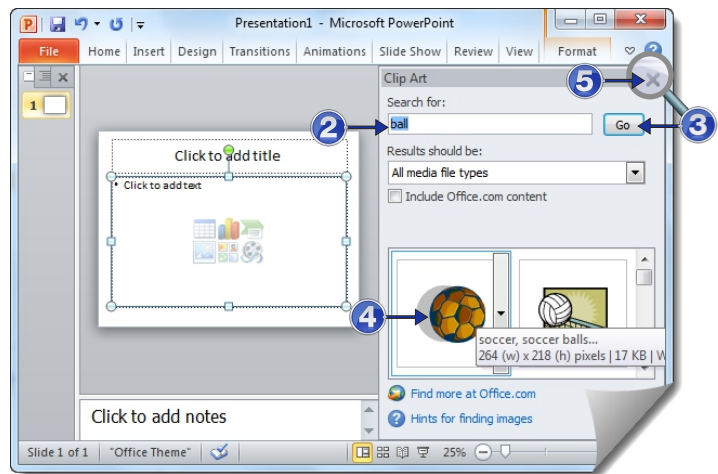 Presentation1 - Microsoft PowerPoint
File Home Insert Design Transitions Animations Slide Show Review View Format
Clip Art
5
Search for:
1
2
ball
Go
3
Results should be:
Click to add title
All media file types
• Click to add text
Include Office.com content
4
soccer, soccer balls...
264 (w) x 218 (h) pixels | 17 KB | W
Find more at Office.com
Click to add notes
Hints for finding images
Slide 1 of 1 "Office Theme" 25%